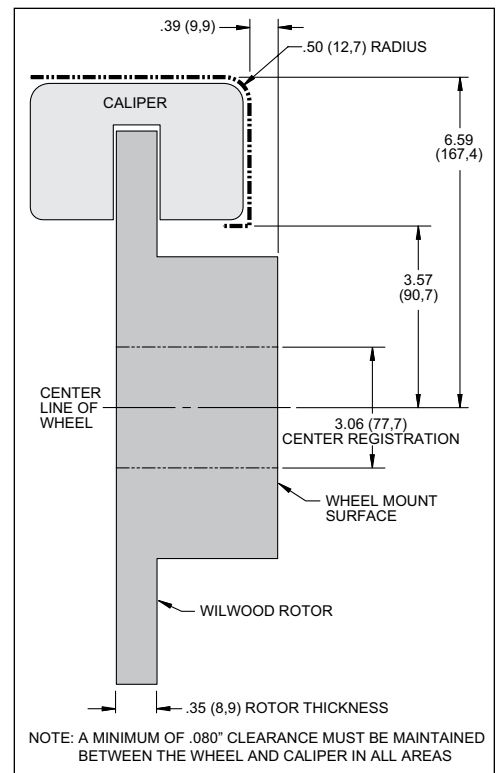 .39 (9,9)
.50 (12,7) RADIUS
CALIPER
6.59
(167,4)
3.57
(90,7)
CENTER
LINE OF
WHEEL
3.06 (77,7)
CENTER REGISTRATION
WHEEL MOUNT
SURFACE
WILWOOD ROTOR
.35 (8,9) ROTOR THICKNESS
NOTE: A MINIMUM OF .080" CLEARANCE MUST BE MAINTAINED
BETWEEN THE WHEEL AND CALIPER IN ALL AREAS